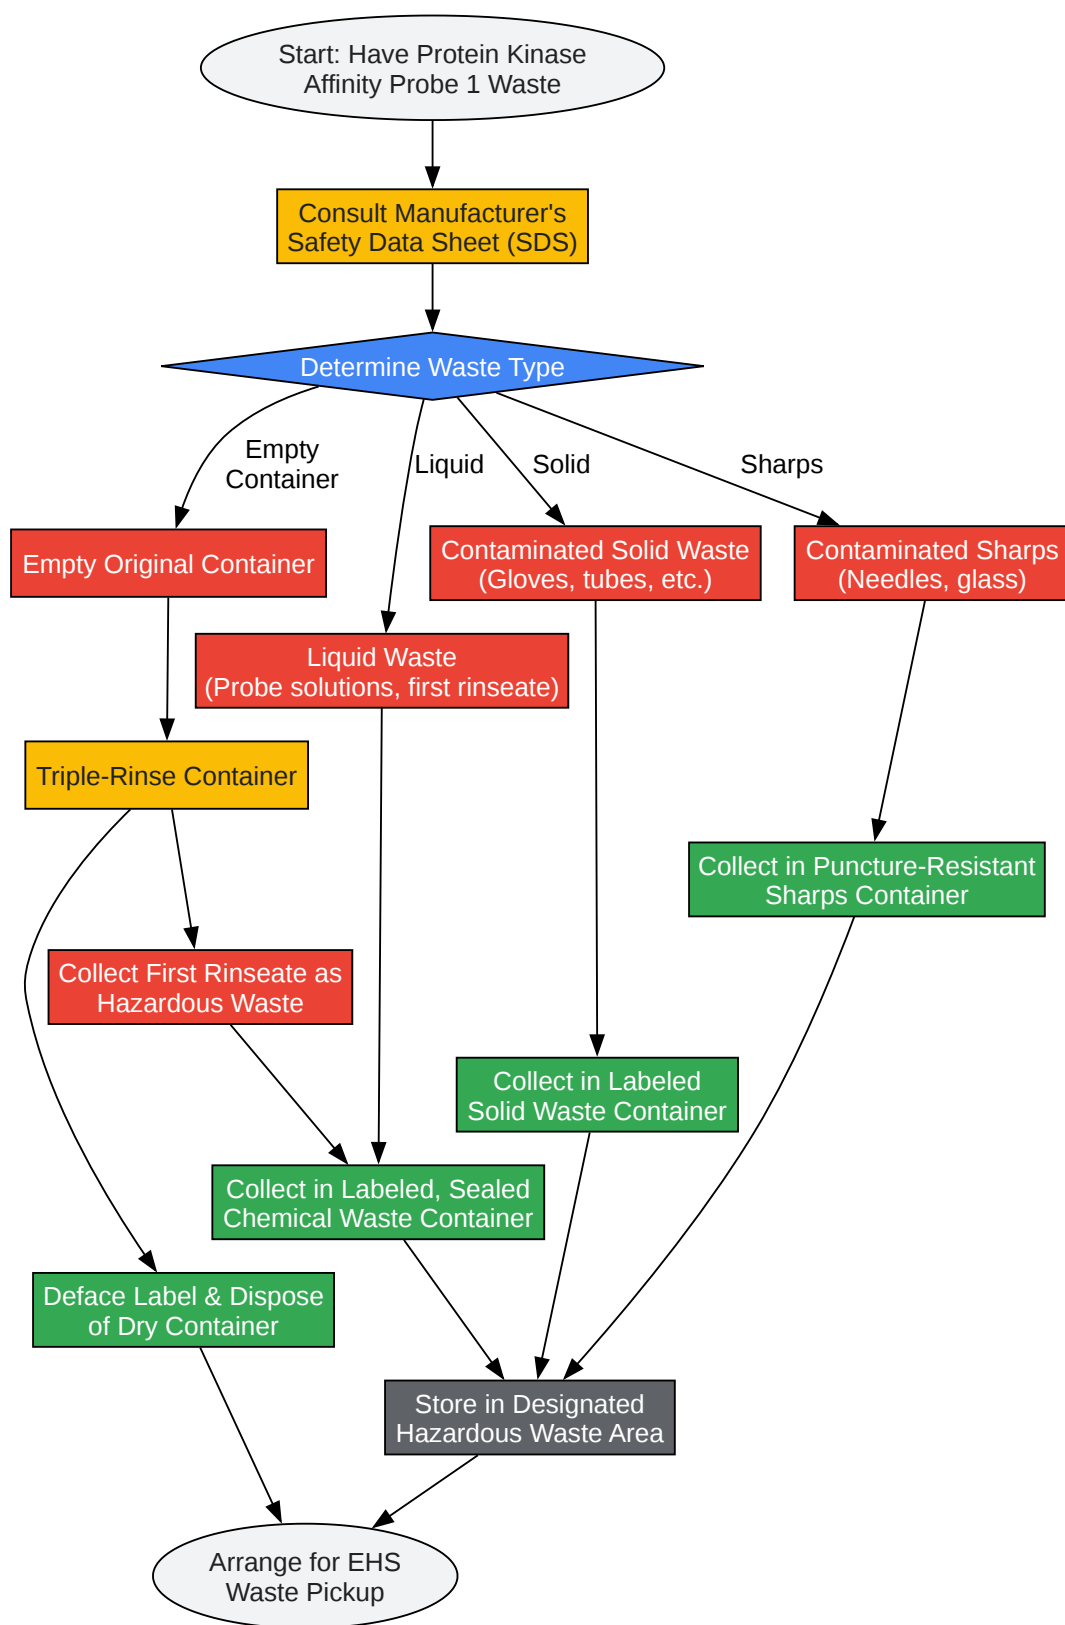 Start: Have Protein Kinase
Affinity Probe 1 Waste
Consult Manufacturer's
Safety Data Sheet (SDS)
Determine Waste Type
Empty
Container
Liquid
Solid
Sharps
Empty Original Container
Contaminated Solid Waste
(Gloves, tubes, etc.)
Contaminated Sharps
(Needles, glass)
Liquid Waste
(Probe solutions, first rinseate)
Triple-Rinse Container
Collect in Puncture-Resistant
Sharps Container
Collect First Rinseate as
Hazardous Waste
Collect in Labeled
Solid Waste Container
Collect in Labeled, Sealed
Chemical Waste Container
Deface Label & Dispose
of Dry Container
Store in Designated
Hazardous Waste Area
Arrange for EHS
Waste Pickup